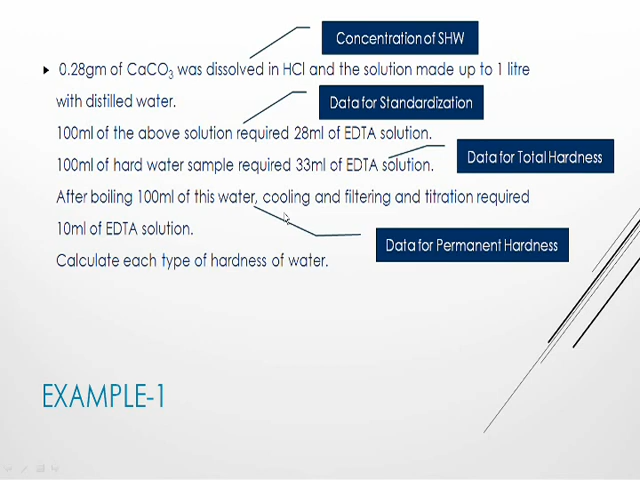 Concentration of SHW
0.28gm of CaCO₃ was dissolved in HCl and the solution made up to 1 litre
with distilled water.
Data for Standardization
100ml of the above solution required 28ml of EDTA solution.
Data for Total Hardness
100ml of hard water sample required 33ml of EDTA solution.
After boiling 100ml of this water, cooling and filtering and titration required
10ml of EDTA solution.
Data for Permanent Hardness
Calculate each type of hardness of water.
EXAMPLE-1